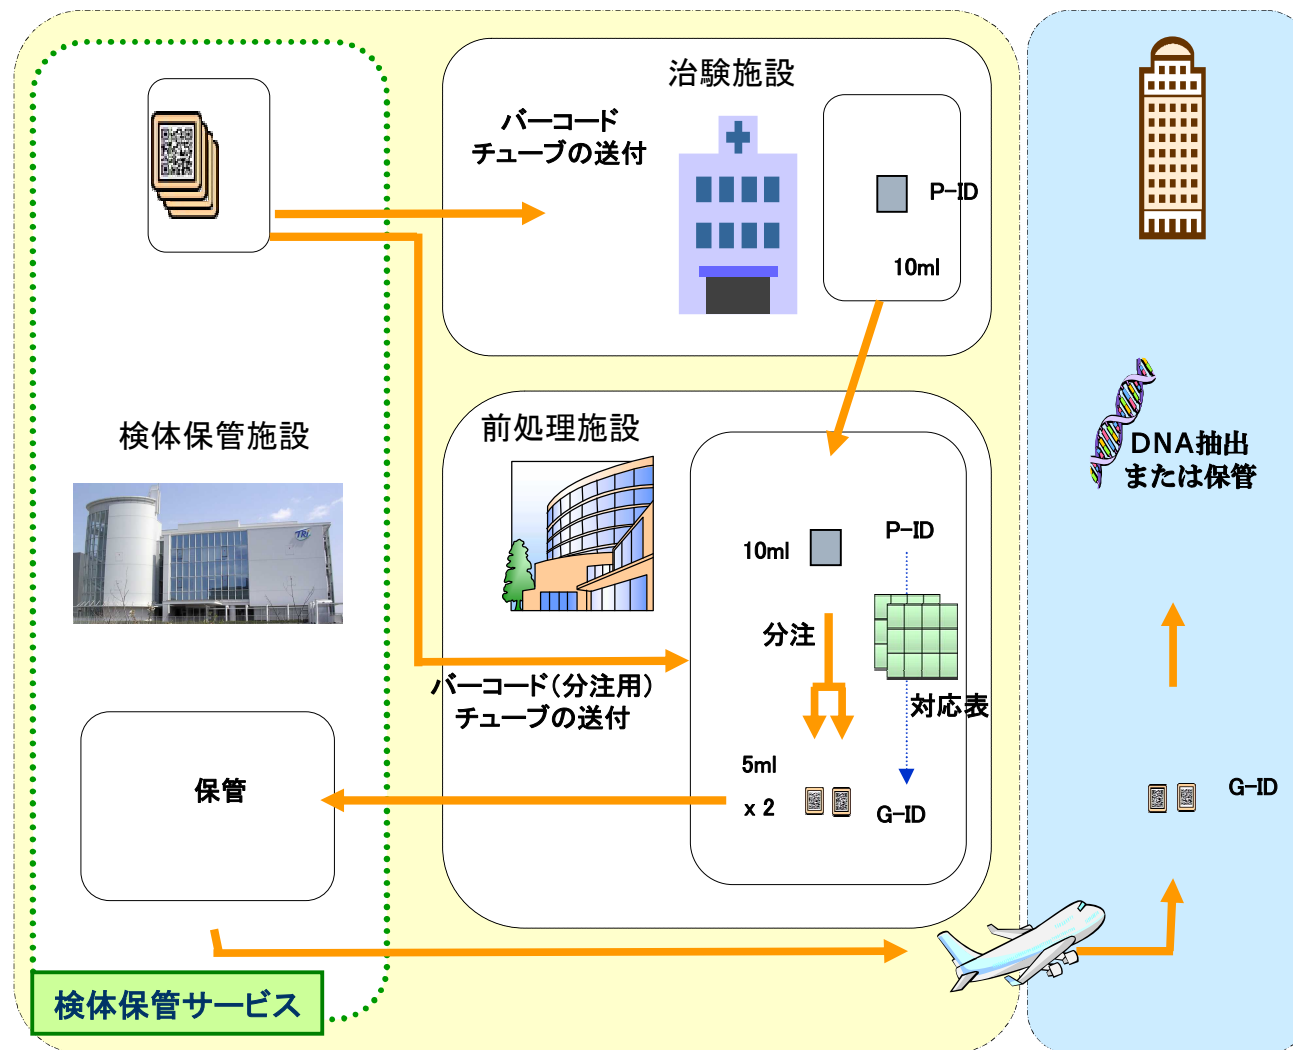 治験施設
バーコード
チューブの送付
P-ID
10ml
検体保管施設
TRI
前処理施設
10ml
P-ID
分注
対応表
バーコード（分注用）
チューブの送付
5ml
x 2
G-ID
保管
検体保管サービス
DNA抽出
または保管
G-ID